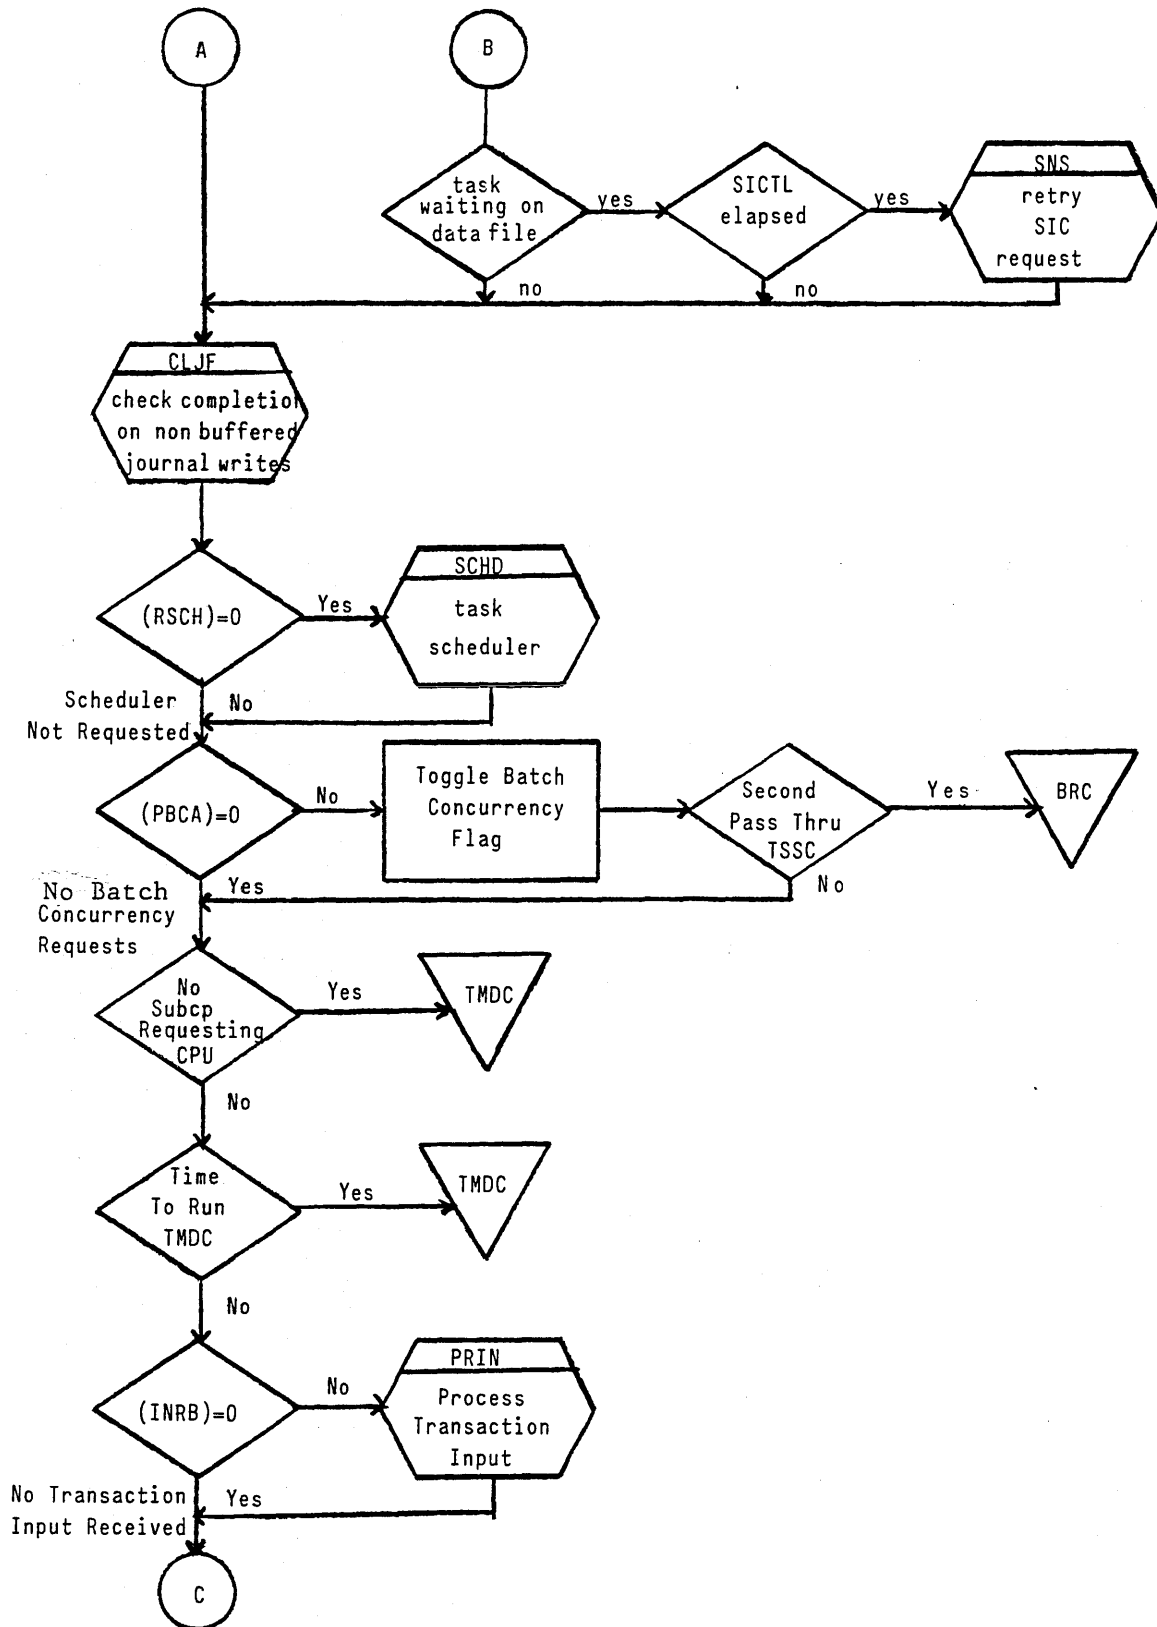 A
B
task
waiting on
data file
yes
SICTL
elapsed
yes
SNS
retry
SIC
request
no
no
CLJF
check completion
on non buffered
journal writes
(RSCH)=0
Yes
SCHD
task
scheduler
Scheduler
Not Requested
No
(PBCA)=0
No
Toggle Batch
Concurrency
Flag
Second
Pass Thru
TSSC
Yes
BRC
No
No Batch
Concurrency
Requests
Yes
No
Subcp
Requesting
CPU
Yes
TMDC
No
Time
To Run
TMDC
Yes
TMDC
No
(INRB)=0
No
PRIN
Process
Transaction
Input
No Transaction
Input Received
Yes
C